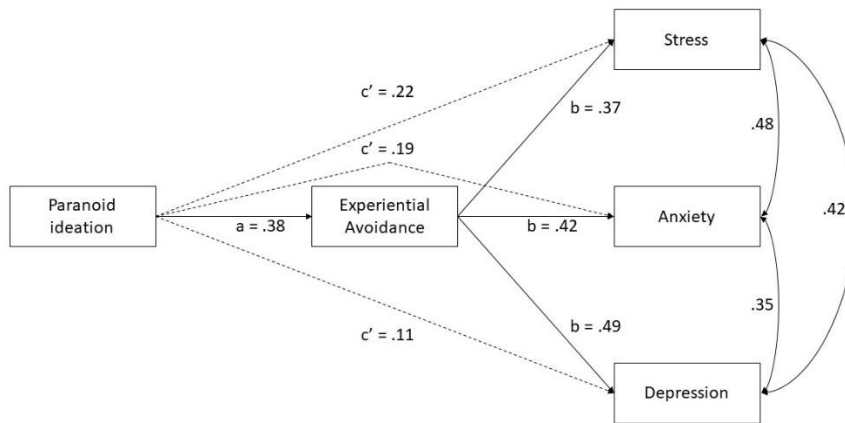 Stress
c' = .22
b = .37
.48
c' = .19
Paranoid
ideation
a = .38
Experiential
Avoidance
b = .42
Anxiety
.42
.35
b = .49
c' = .11
Depression